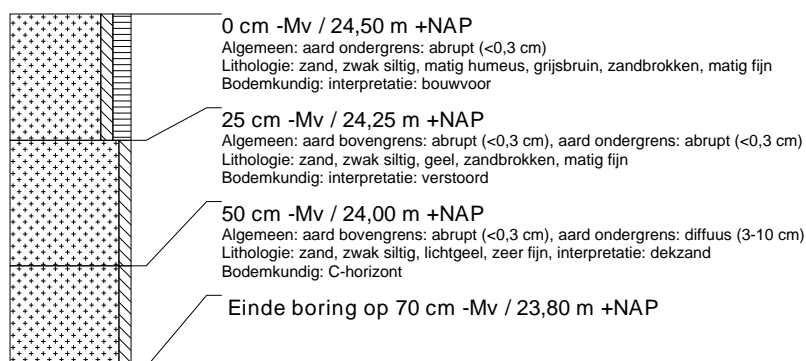 0 cm -Mv / 24,50 m +NAP
Algemeen: aard ondergrens: abrupt (<0,3 cm)
Lithologie: zand, zwak siltig, matig humeus, grijsbruin, zandbrokken, matig fijn
Bodemkundig: interpretatie: bouwvoor
25 cm -Mv / 24,25 m +NAP
Algemeen: aard bovengrens: abrupt (<0,3 cm), aard ondergrens: abrupt (<0,3 cm)
Lithologie: zand, zwak siltig, geel, zandbrokken, matig fijn
Bodemkundig: interpretatie: verstoord
50 cm -Mv / 24,00 m +NAP
Algemeen: aard bovengrens: abrupt (<0,3 cm), aard ondergrens: diffuus (3-10 cm)
Lithologie: zand, zwak siltig, lichtgeel, zeer fijn, interpretatie: dekzand
Bodemkundig: C-horizont
Einde boring op 70 cm -Mv / 23,80 m +NAP